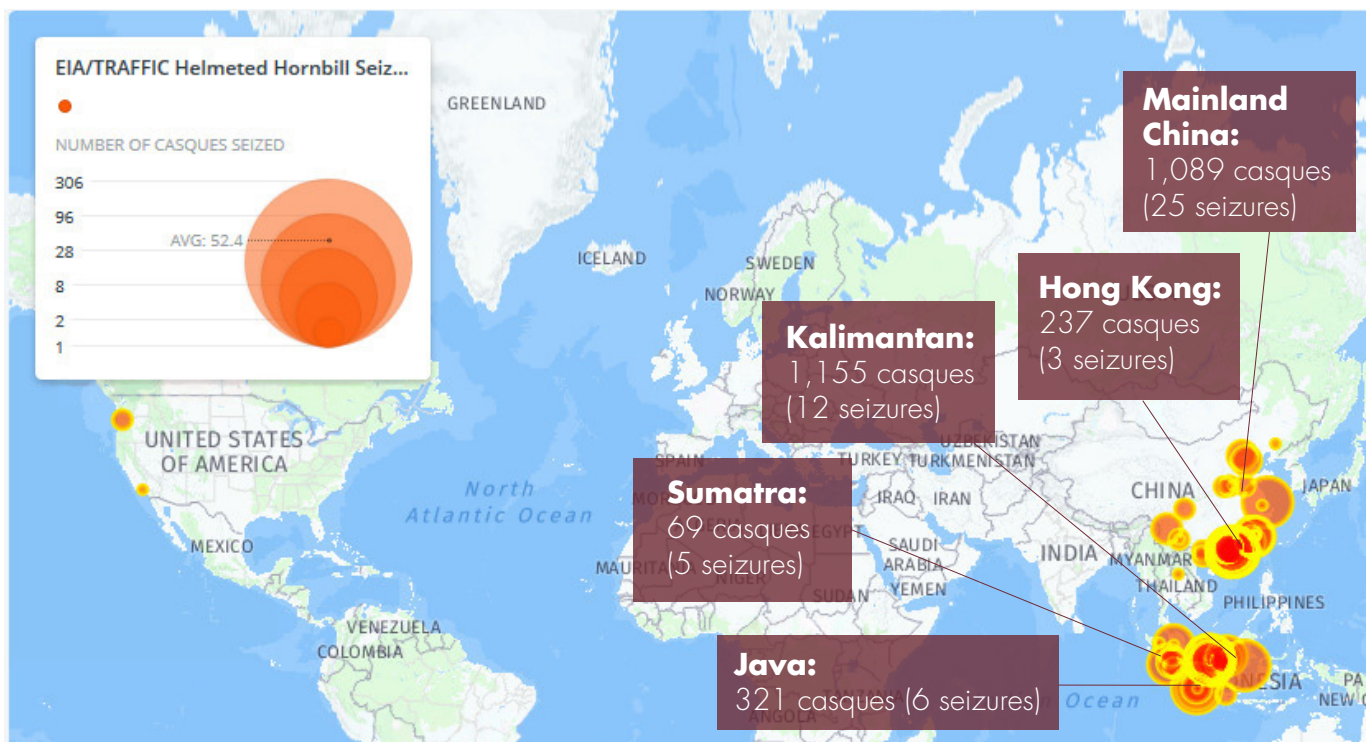 EIA/TRAFFIC Helmeted Hornbill Seiz...
NUMBER OF CASQUES SEIZED
306
96
AVG: 52.4
28
8
2
1
GREENLAND
ICELAND
SWEDEN
NORWAY
Mainland
China:
1,089 casques
(25 seizures)
Hong Kong:
237 casques
(3 seizures)
Kalimantan:
1,155 casques
(12 seizures)
UNITED STATES
OF AMERICA
North
Atlantic Ocean
MEXICO
VENEZUELA
COLOMBIA
SPAIN
TURKEY
UZBEKISTAN
TURKMENISTAN
IRAQ
IRAN
CHINA
JAPAN
Sumatra:
69 casques
(5 seizures)
EGYPT
SAUDI
ARABIA
YEMEN
INDIA
MYANMAR
THAILAND
PHILIPPINES
MAURITANIA
NIGER
SUDAN
Java:
321 casques (6 seizures)
TANZANIA
ANGOLA
Ocean
NESIA
PA
NEW G